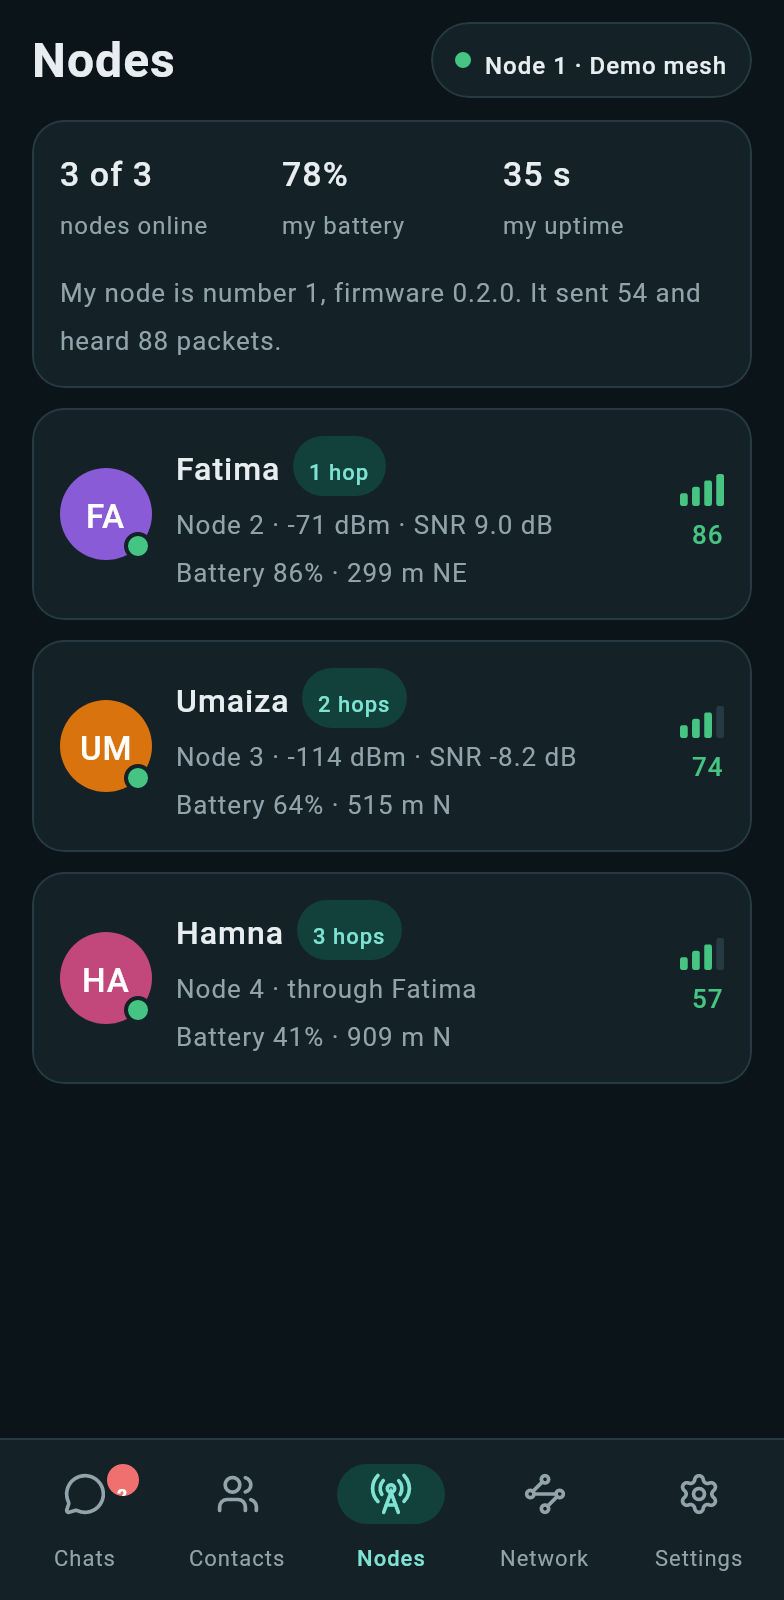 Nodes
Node 1 · Demo mesh
3 of 3
78%
35 s
nodes online
my battery
my uptime
My node is number 1, firmware 0.2.0. It sent 54 and
heard 88 packets.
Fatima
1 hop
FA
Node 2 · -71 dBm · SNR 9.0 dB
Battery 86% · 299 m NE
86
Umaiza
2 hops
UM
Node 3 · -114 dBm · SNR -8.2 dB
Battery 64% · 515 m N
74
Hamna
3 hops
HA
Node 4 · through Fatima
Battery 41% · 909 m N
57
Chats
Contacts
Nodes
Network
Settings